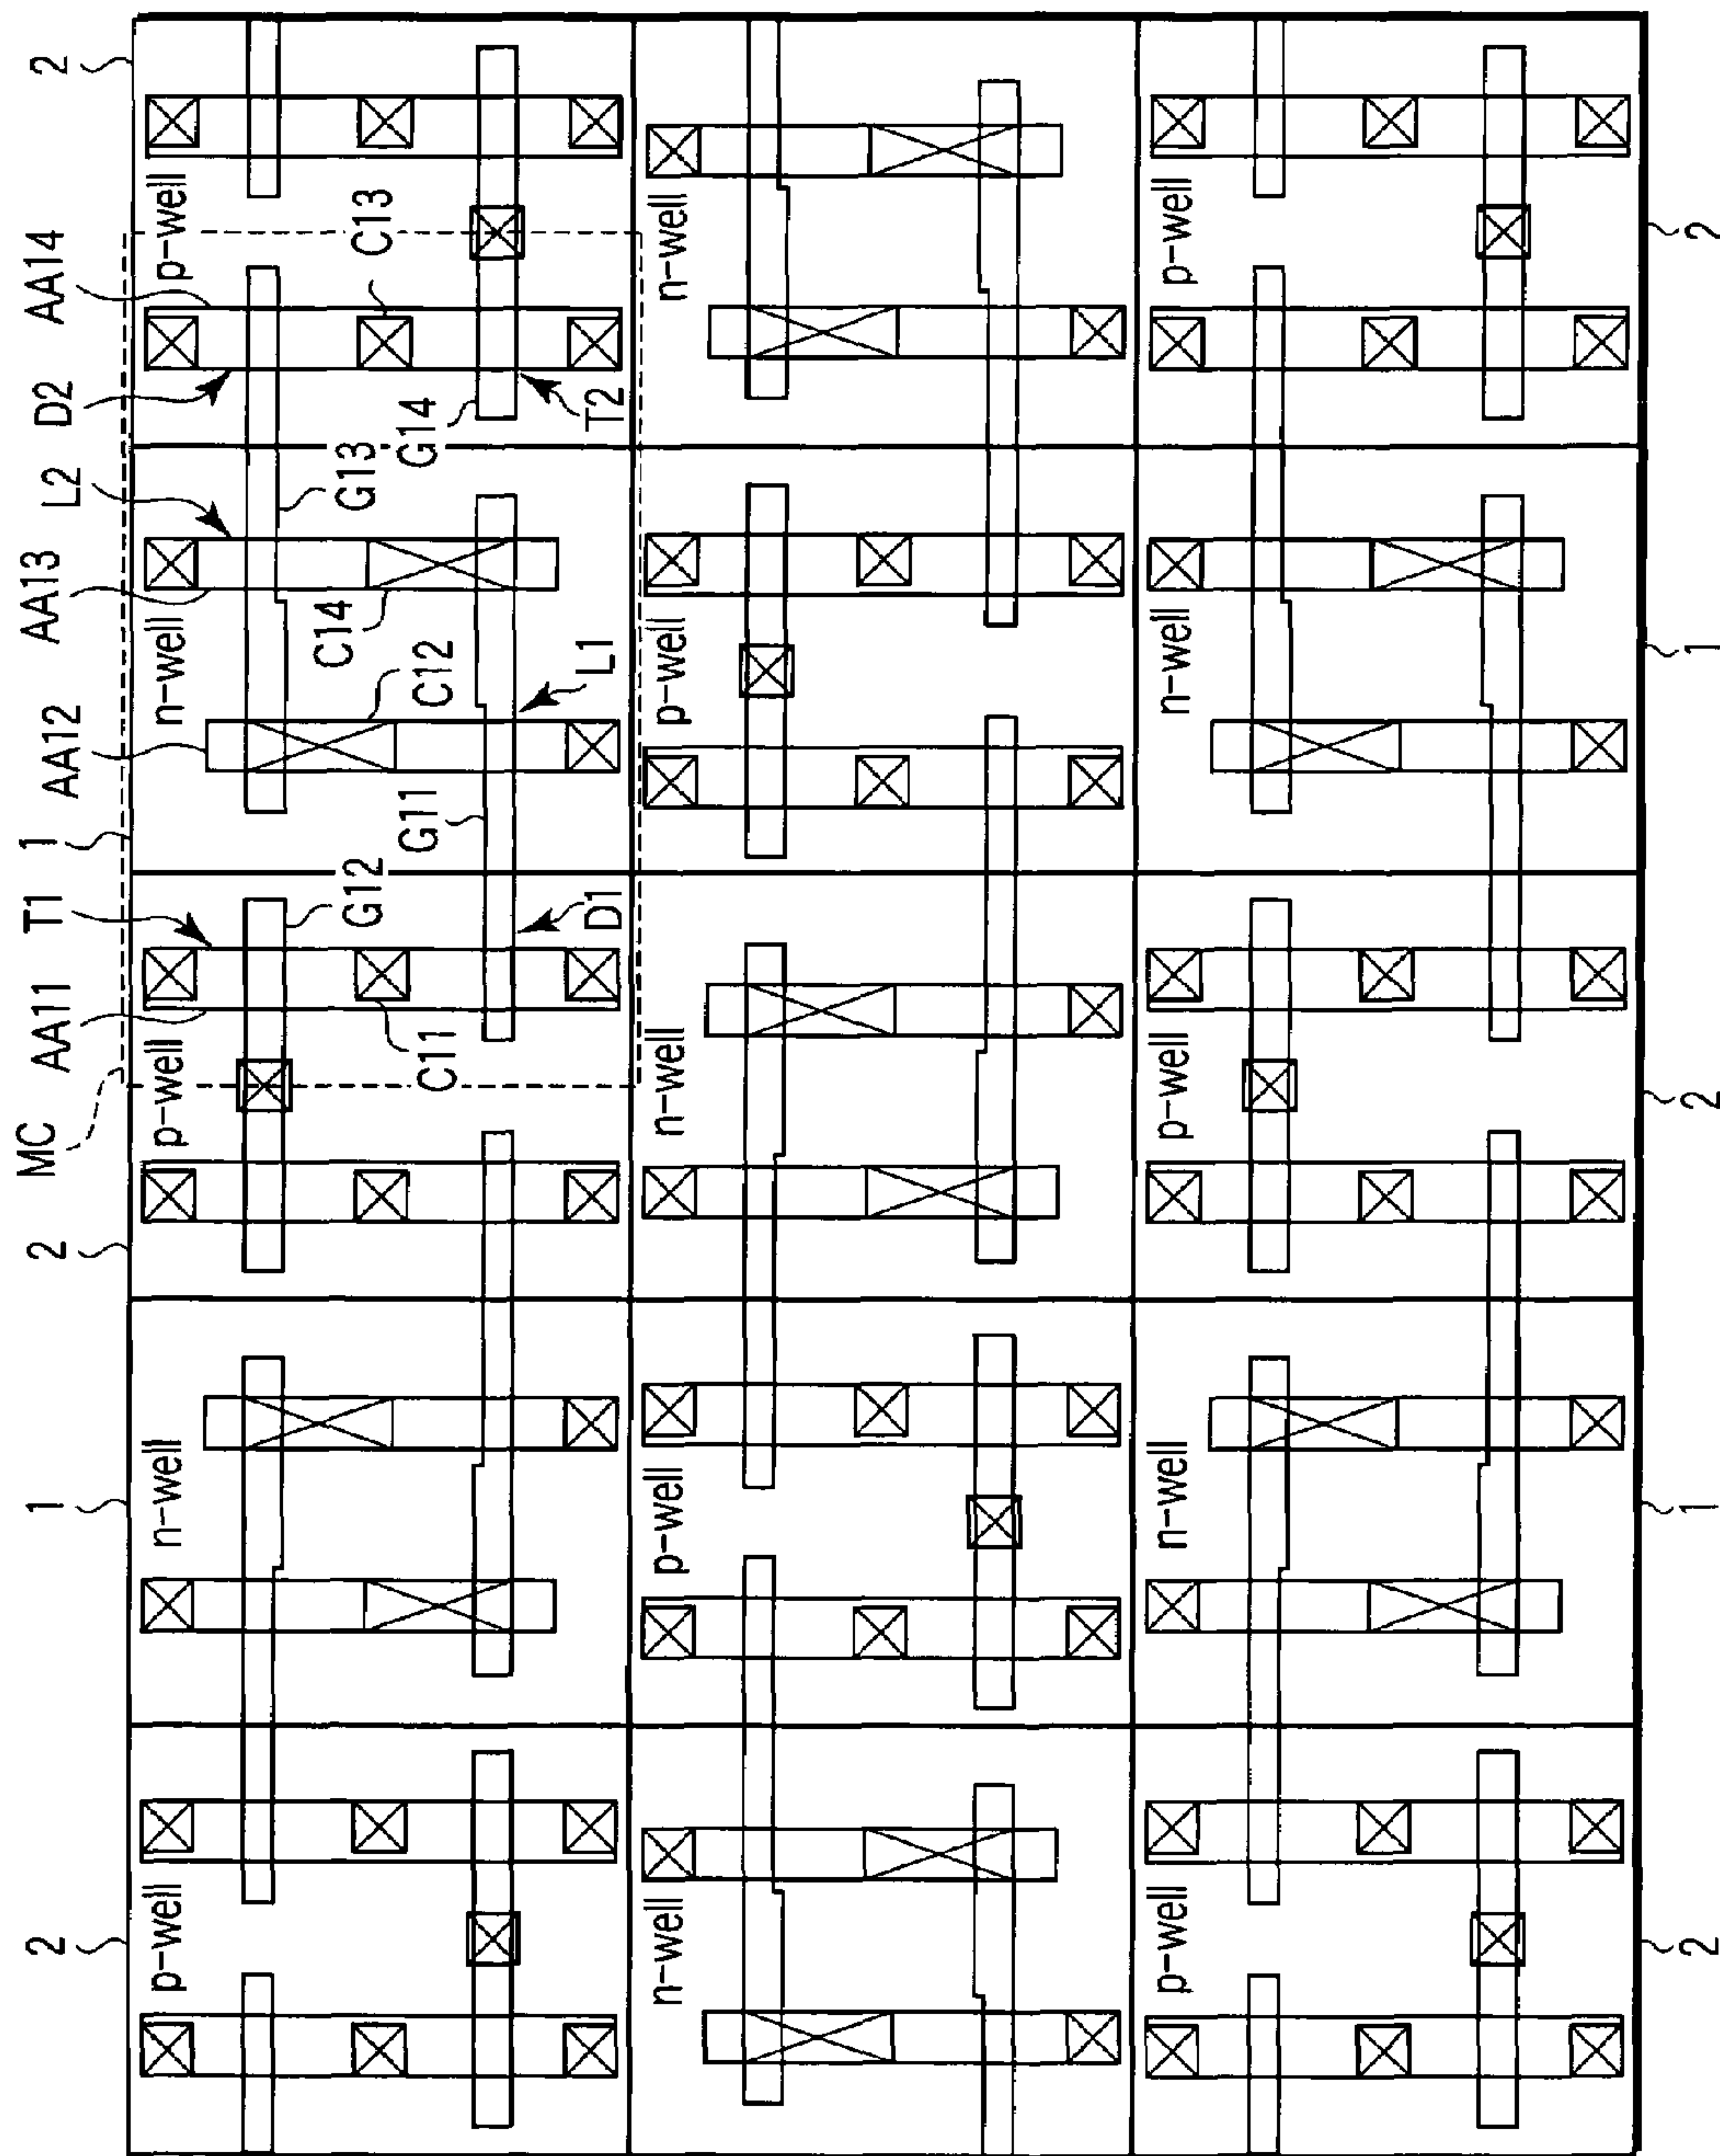 2 1 2 MC AA11 T1 1 AA12 AA13 L2 D2 AA14 2
p-well n-well p-well n-well p-well
G12 C14 G13 C13
C11 G11 C12 G14
D1 L1 T2
n-well p-well n-well p-well n-well
p-well n-well p-well n-well p-well
2 1 2 1 2